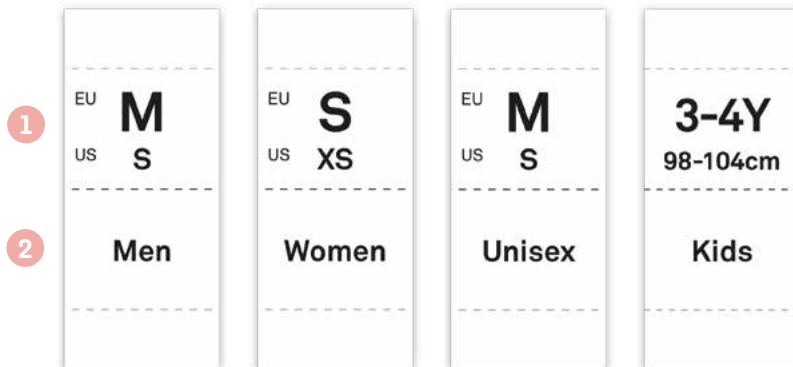 1
EU M
US S
EU S
US XS
EU M
US S
3-4Y
98-104cm
2
Men
Women
Unisex
Kids